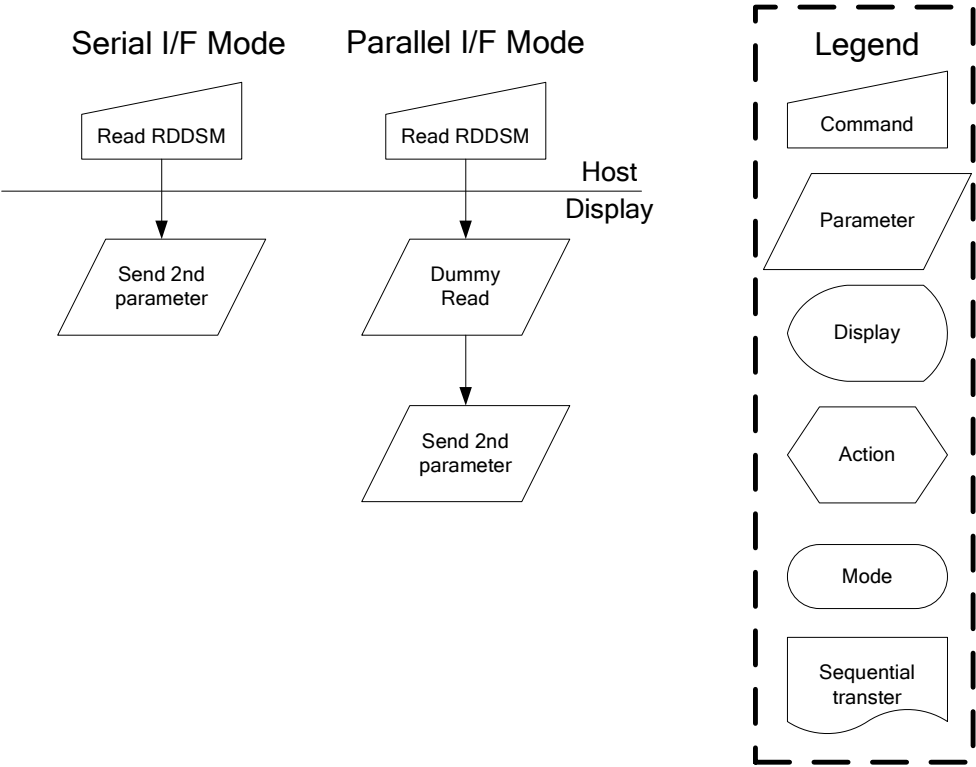 Serial I/F Mode
Parallel I/F Mode
Read RDDSM
Read RDDSM
Host
Display
Send 2nd
parameter
Dummy
Read
Send 2nd
parameter
Legend
Command
Parameter
Display
Action
Mode
Sequential
transter